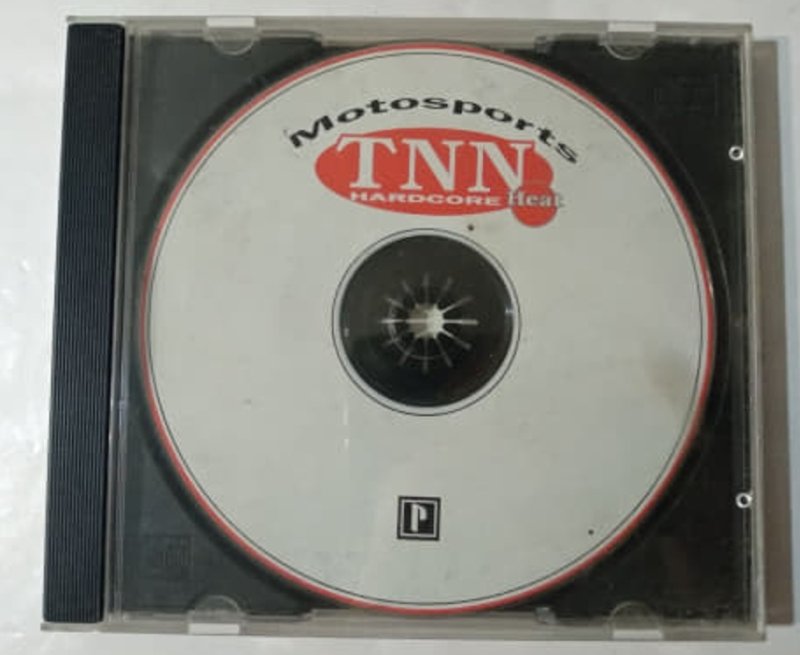 Motosports
TNN
HARDCORE Heat
P